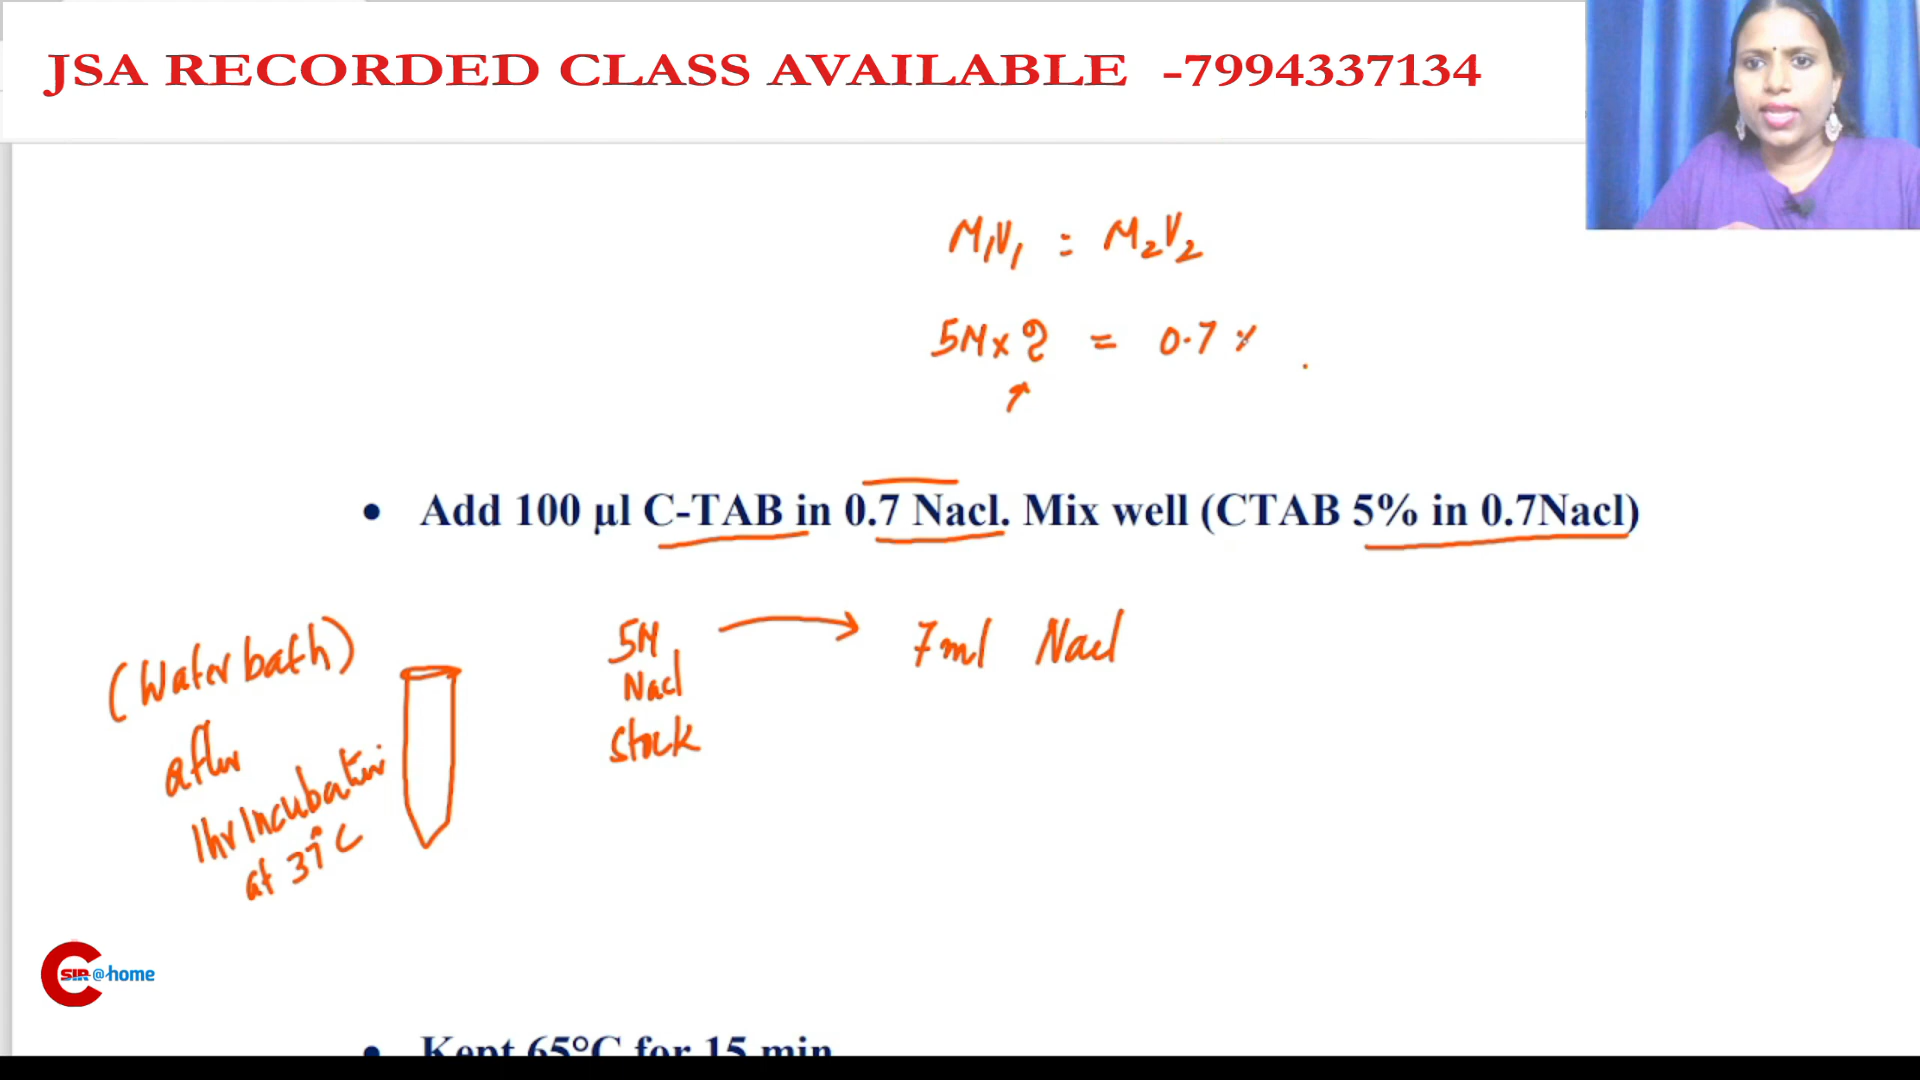 JSA RECORDED CLASS AVAILABLE -7994337134
M₁V₁ = M₂V₂
5M x ? = 0.7 x
• Add 100 µl C-TAB in 0.7 Nacl. Mix well (CTAB 5% in 0.7Nacl)
(Water bath)
after
1hr Incubation
at 37°C
5M
Nacl
stock
7ml Nacl
CSIR@home
• Kept 65°C for 15 min